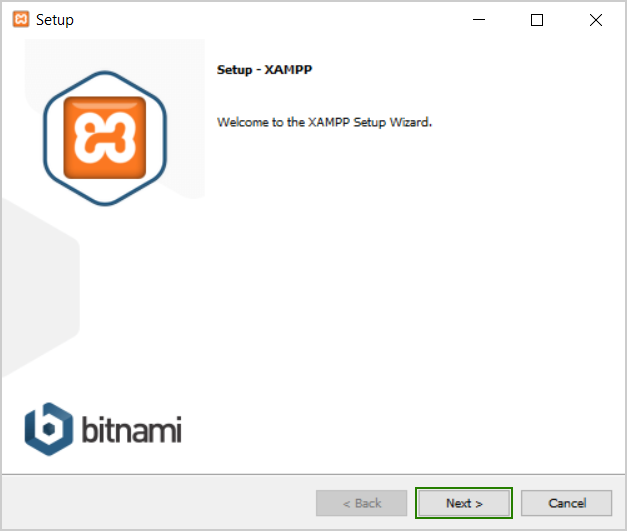 Setup
Setup - XAMPP
Welcome to the XAMPP Setup Wizard.
bitnami
< Back
Next >
Cancel